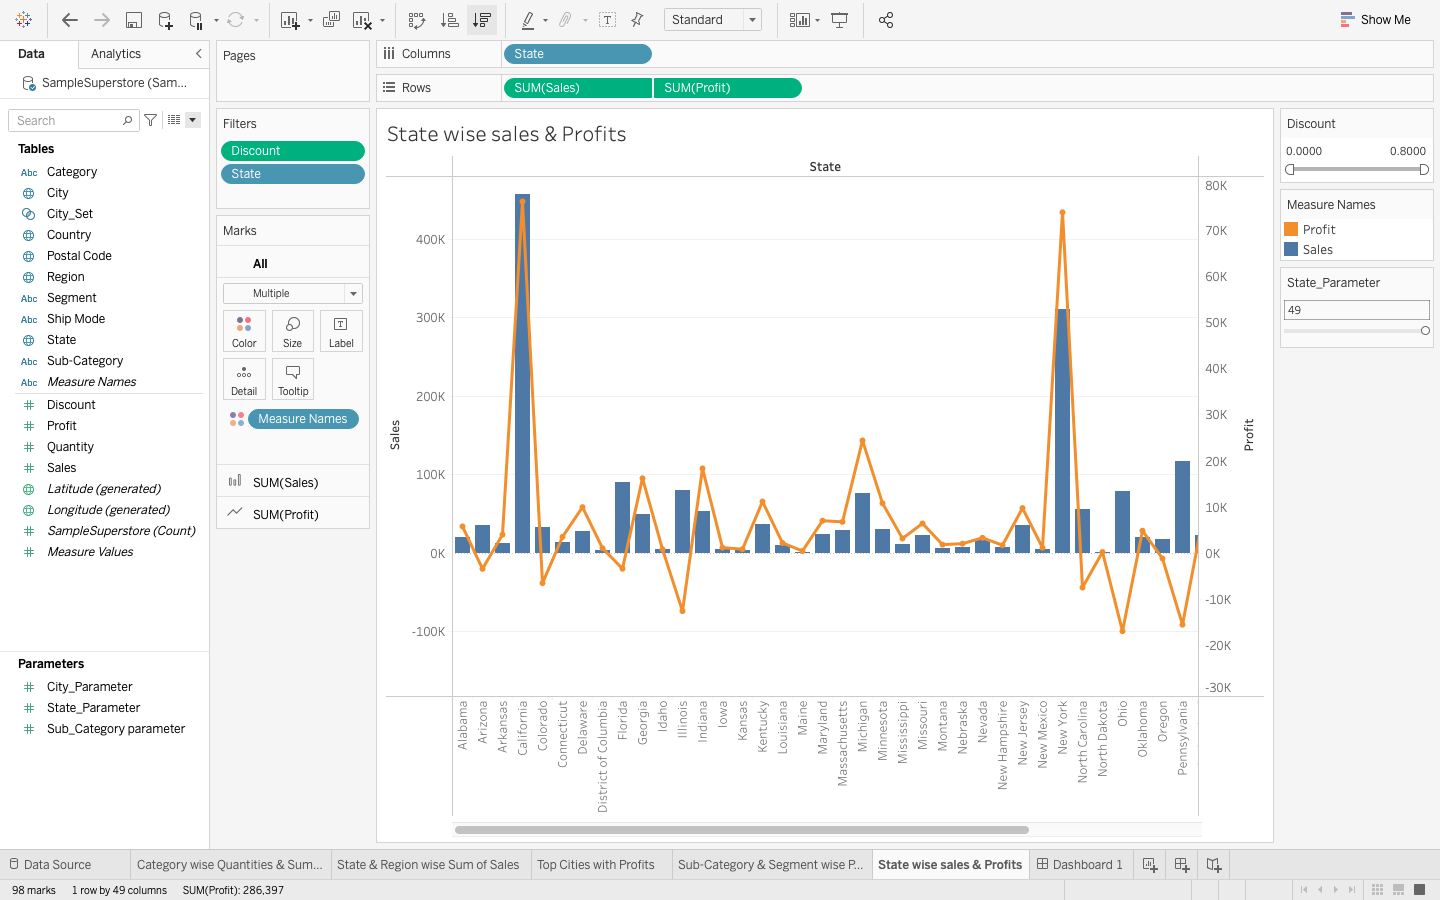 Standard
Show Me
Data
Analytics
SampleSuperstore (Sam...
Search
Tables
Abc Category
City
City_Set
Country
Postal Code
Region
Abc Segment
Abc Ship Mode
State
Abc Sub-Category
Abc Measure Names
Discount
Profit
Quantity
Sales
Latitude (generated)
Longitude (generated)
SampleSuperstore (Count)
Measure Values
Parameters
City_Parameter
State_Parameter
Sub_Category parameter
Pages
Filters
Discount
State
Marks
All
Multiple
Color
Size
Label
Detail
Tooltip
Measure Names
SUM(Sales)
SUM(Profit)
Columns
State
Rows
SUM(Sales)
SUM(Profit)
State wise sales & Profits
State
Sales
400K
300K
200K
100K
0K
-100K
80K
70K
60K
50K
40K
30K
20K
10K
0K
-10K
-20K
-30K
Profit
Alabama
Arizona
Arkansas
California
Colorado
Connecticut
Delaware
District of Columbia
Florida
Georgia
Idaho
Illinois
Indiana
Iowa
Kansas
Kentucky
Louisiana
Maine
Maryland
Massachusetts
Michigan
Minnesota
Mississippi
Missouri
Montana
Nebraska
Nevada
New Hampshire
New Jersey
New Mexico
New York
North Carolina
North Dakota
Ohio
Oklahoma
Oregon
Pennsylvania
Discount
0.0000 0.8000
Measure Names
Profit
Sales
State_Parameter
49
Data Source
Category wise Quantities & Sum...
State & Region wise Sum of Sales
Top Cities with Profits
Sub-Category & Segment wise P...
State wise sales & Profits
Dashboard 1
98 marks 1 row by 49 columns SUM(Profit): 286,397